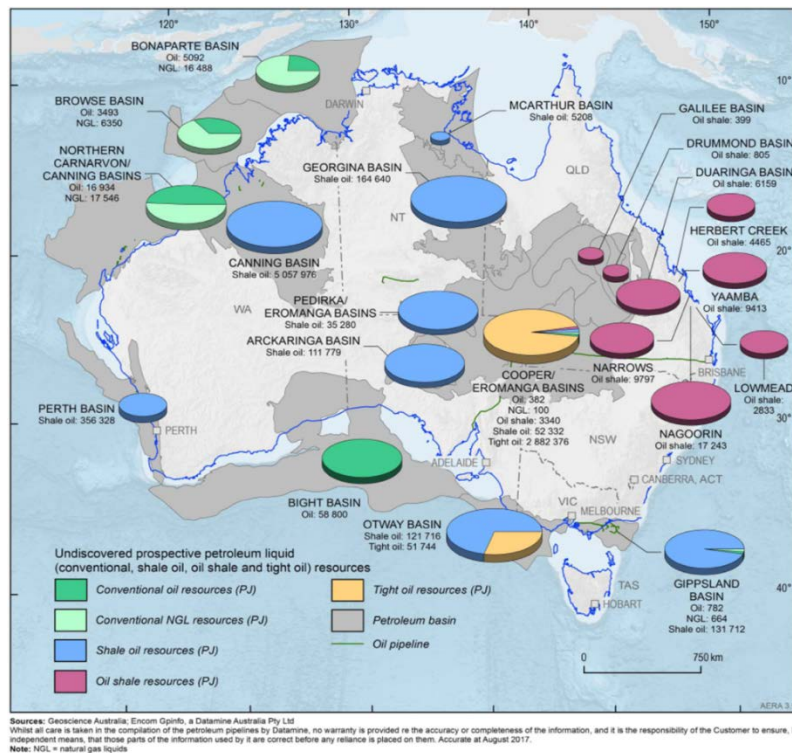 120°
130°
140°
150°
BONAPARTE BASIN
Oil: 5092
NGL: 16 488
10°
DARWIN
BROWSE BASIN
Oil: 3493
NGL: 6350
MCARTHUR BASIN
Shale oil: 5208
GALILEE BASIN
Oil shale: 399
DRUMMOND BASIN
Oil shale: 805
NORTHERN
CARNARVON/
CANNING BASINS
Oil: 16 934
NGL: 17 546
GEORGINA BASIN
Shale oil: 164 640
QLD
DUARINGA BASIN
Oil shale: 6159
NT
HERBERT CREEK
Oil shale: 4465
20°
CANNING BASIN
Shale oil: 5 057 976
WA
PEDIRKA/
EROMANGA BASINS
Shale oil: 35 280
YAAMBA
Oil shale: 9413
ARCKARINGA BASIN
Shale oil: 111 779
NARROWS
Oil shale: 9797
BRISBANE
COOPER/
EROMANGA BASINS
Oil: 382
NGL: 100
Oil shale: 3340
Shale oil: 52 332
Tight oil: 2 882 376
LOWMEAD
Oil shale:
2833
PERTH BASIN
Shale oil: 356 328
PERTH
NAGOORIN
Oil shale: 17 243
30°
NSW
ADELAIDE
SYDNEY
CANBERRA, ACT
BIGHT BASIN
Oil: 58 800
VIC
MELBOURNE
OTWAY BASIN
Shale oil: 121 716
Tight oil: 51 744
Undiscovered prospective petroleum liquid
(conventional, shale oil, oil shale and tight oil) resources
Conventional oil resources (PJ)
Tight oil resources (PJ)
Conventional NGL resources (PJ)
Petroleum basin
Shale oil resources (PJ)
Oil pipeline
Oil shale resources (PJ)
GIPPSLAND
BASIN
Oil: 782
NGL: 664
Shale oil: 131 712
TAS
HOBART
40°
0
750 km
AERA 3.
Sources: Geoscience Australia; Encom Gpinfo, a Datamine Australia Pty Ltd
Whilst all care is taken in the compilation of the petroleum pipelines by Datamine, no warranty is provided re the accuracy or completeness of the information, and it is the responsibility of the Customer to ensure,
independent means, that those parts of the information used by it are correct before any reliance is placed on them. Accurate at August 2017.
Note: NGL = natural gas liquids